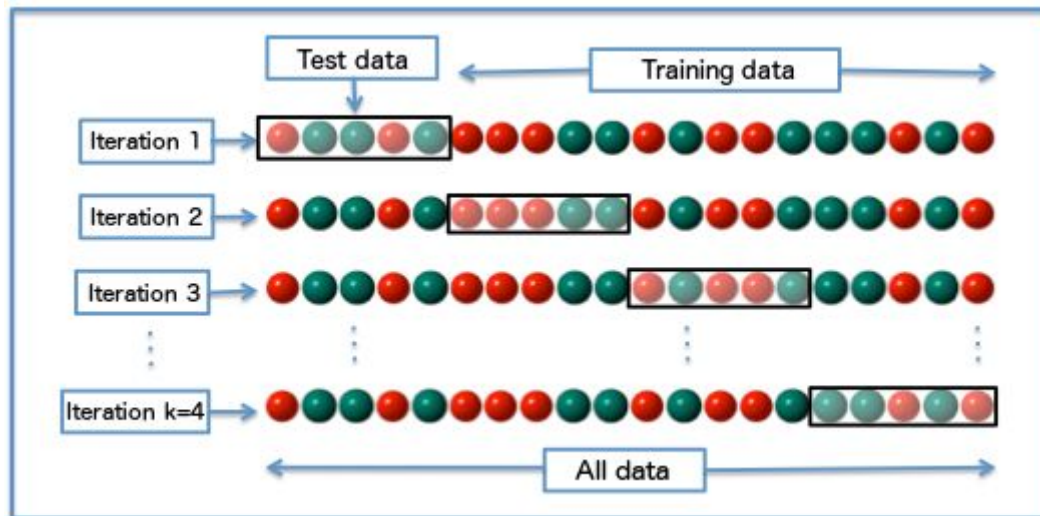 Test data
Training data
Iteration 1
Iteration 2
Iteration 3
Iteration k=4
All data